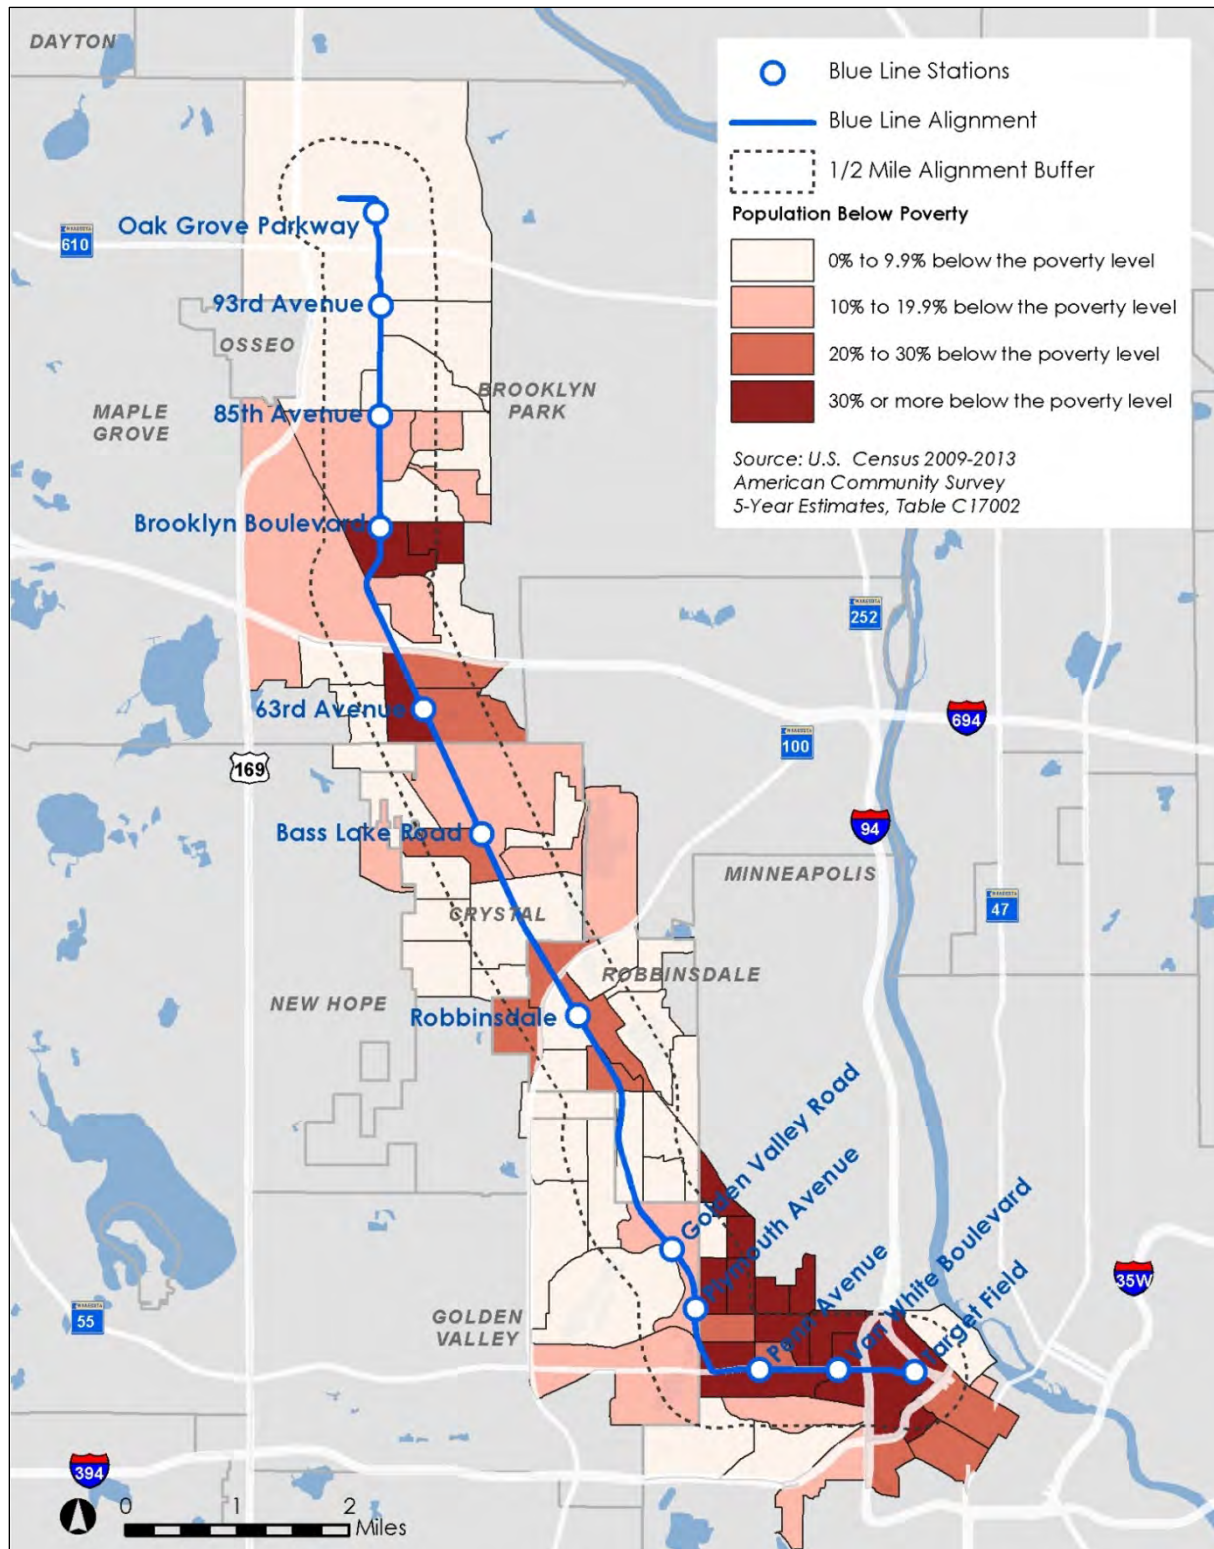 DAYTON
Blue Line Stations
Blue Line Alignment
1/2 Mile Alignment Buffer
Population Below Poverty
0% to 9.9% below the poverty level
10% to 19.9% below the poverty level
20% to 30% below the poverty level
30% or more below the poverty level
Source: U.S. Census 2009-2013
American Community Survey
5-Year Estimates, Table C17002
Oak Grove Parkway
610
93rd Avenue
OSSEO
BROOKLYN
PARK
MAPLE
GROVE
85th Avenue
Brooklyn Boulevard
252
63rd Avenue
694
100
169
Bass Lake Road
94
MINNEAPOLIS
47
CRYSTAL
ROBBINSDALE
NEW HOPE
Robbinsdale
Golden Valley Road
Plymouth Avenue
Penn Avenue
Van White Boulevard
Target Field
35W
55
GOLDEN
VALLEY
394
0 1 2
Miles